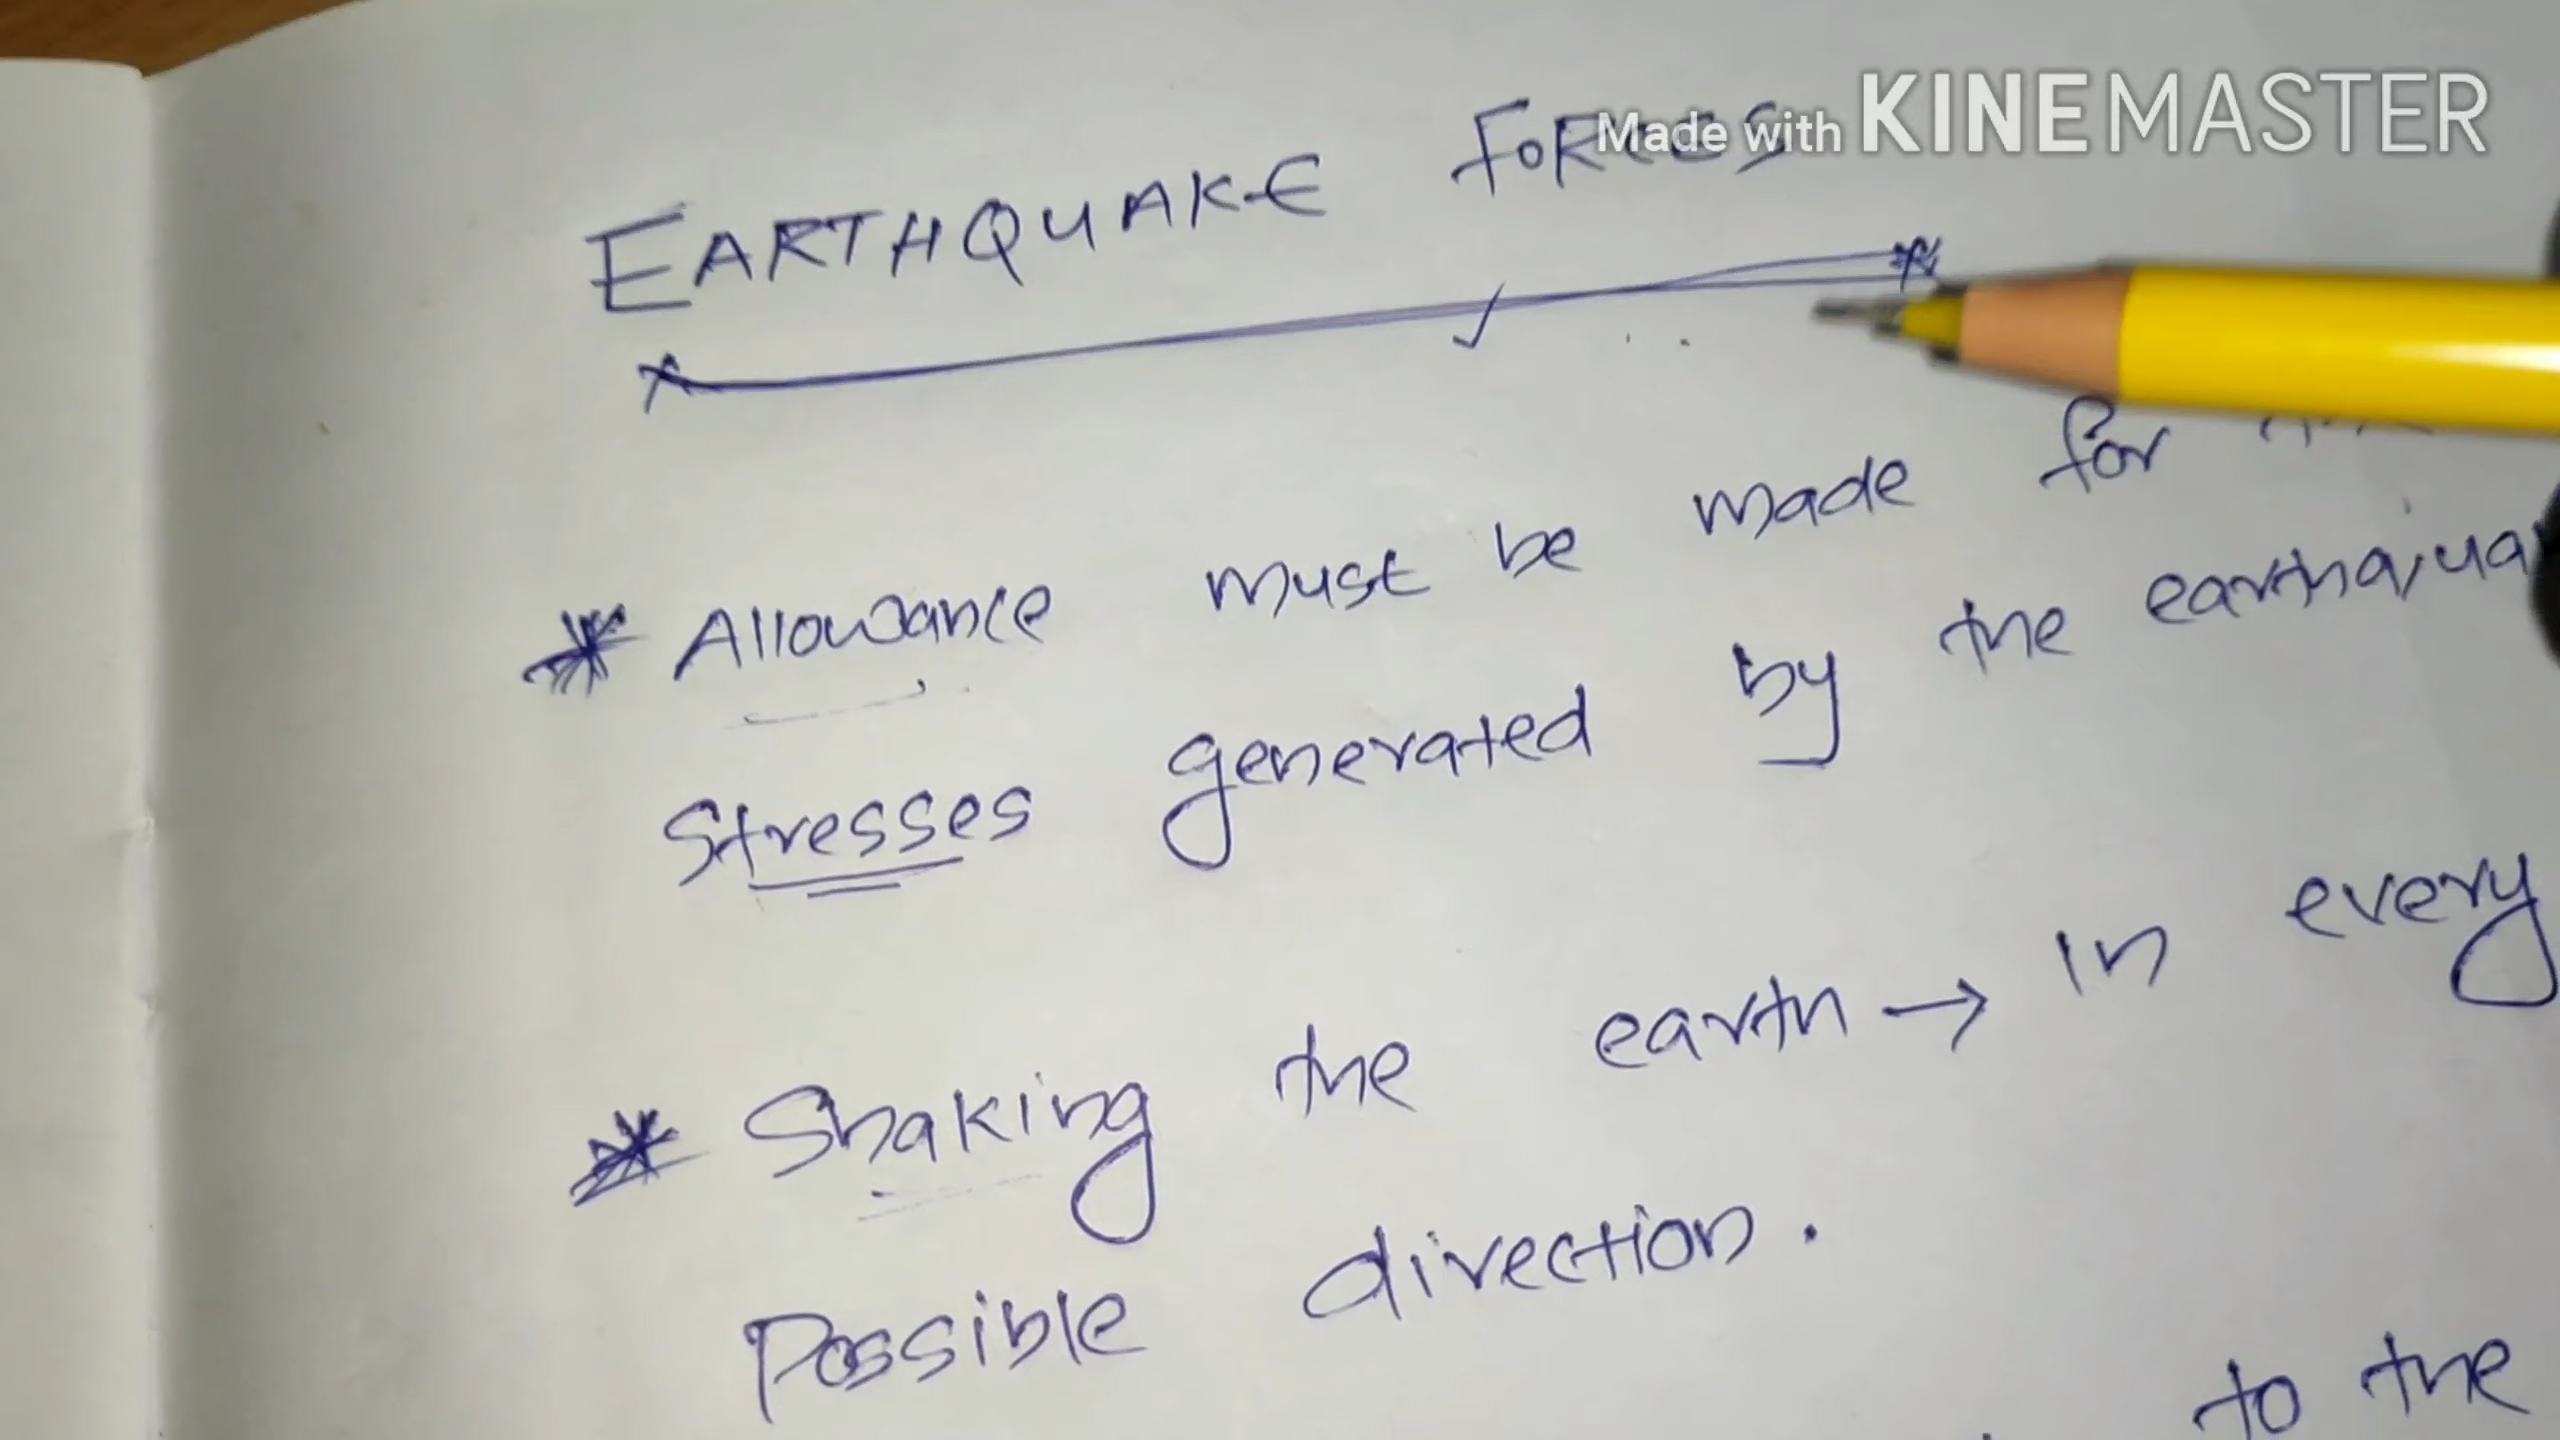 Made with KINEMASTER
EARTHQUAKE FORCES
* Allowance must be made for
Stresses generated by the
* Shaking the earth → In every
Possible direction.
to the